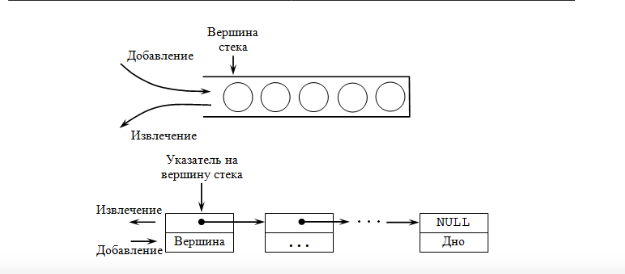 Вершина
стека
Добавление
Извлечение
Указатель на
вершину стека
Извлечение
Добавление
Вершина
...
...
NULL
Дно